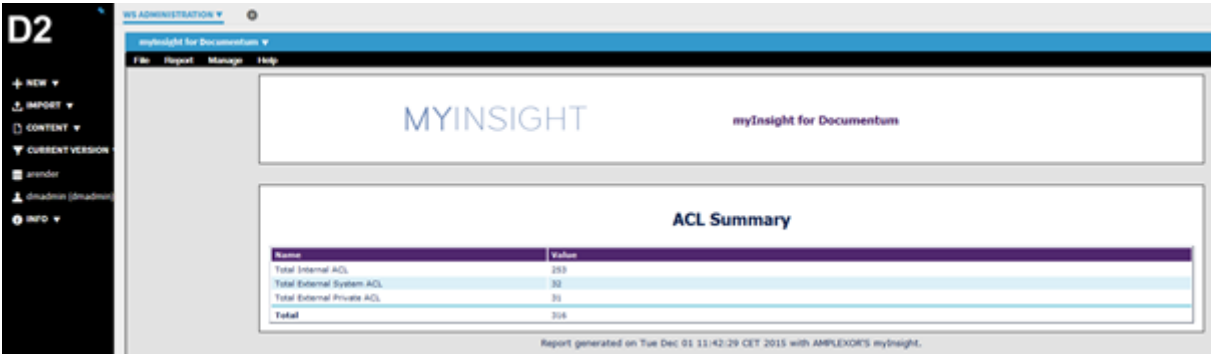 D2
NEW
IMPORT
CONTENT
CURRENT VERSION
arender
dmadmin (dmadmin)
INFO
WS ADMINISTRATION
myInsight for Documentum
File Report Manage Help
MYINSIGHT
myInsight for Documentum
ACL Summary
Name Value
Total Internal ACL 253
Total External System ACL 32
Total External Private ACL 31
Total 316
Report generated on Tue Dec 01 11:42:29 CET 2015 with AMPLEXOR'S myInsight.